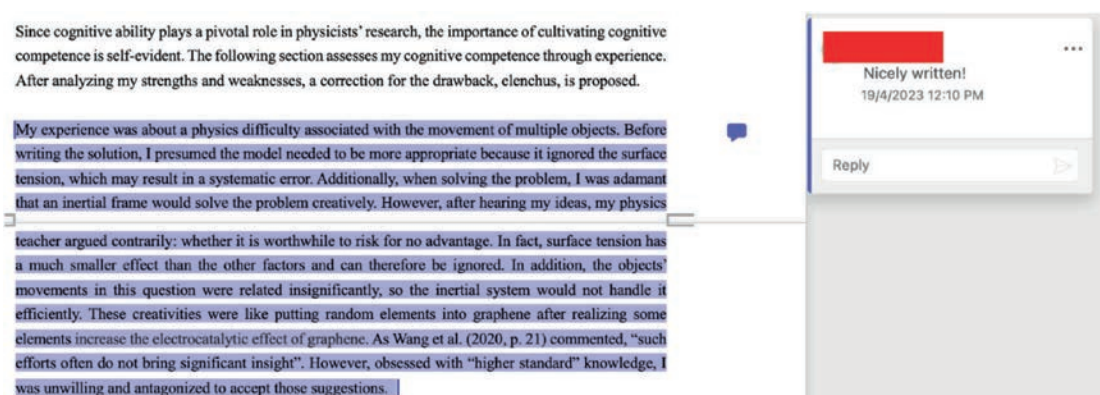 Since cognitive ability plays a pivotal role in physicists' research, the importance of cultivating cognitive
competence is self-evident. The following section assesses my cognitive competence through experience.
After analyzing my strengths and weaknesses, a correction for the drawback, elenchus, is proposed.
My experience was about a physics difficulty associated with the movement of multiple objects. Before
writing the solution, I presumed the model needed to be more appropriate because it ignored the surface
tension, which may result in a systematic error. Additionally, when solving the problem, I was adamant
that an inertial frame would solve the problem creatively. However, after hearing my ideas, my physics
teacher argued contrarily: whether it is worthwhile to risk for no advantage. In fact, surface tension has
a much smaller effect than the other factors and can therefore be ignored. In addition, the objects'
movements in this question were related insignificantly, so the inertial system would not handle it
efficiently. These creativities were like putting random elements into graphene after realizing some
elements increase the electrocatalytic effect of graphene. As Wang et al. (2020, p. 21) commented, "such
efforts often do not bring significant insight". However, obsessed with "higher standard" knowledge, I
was unwilling and antagonized to accept those suggestions.
Nicely written!
19/4/2023 12:10 PM
Reply